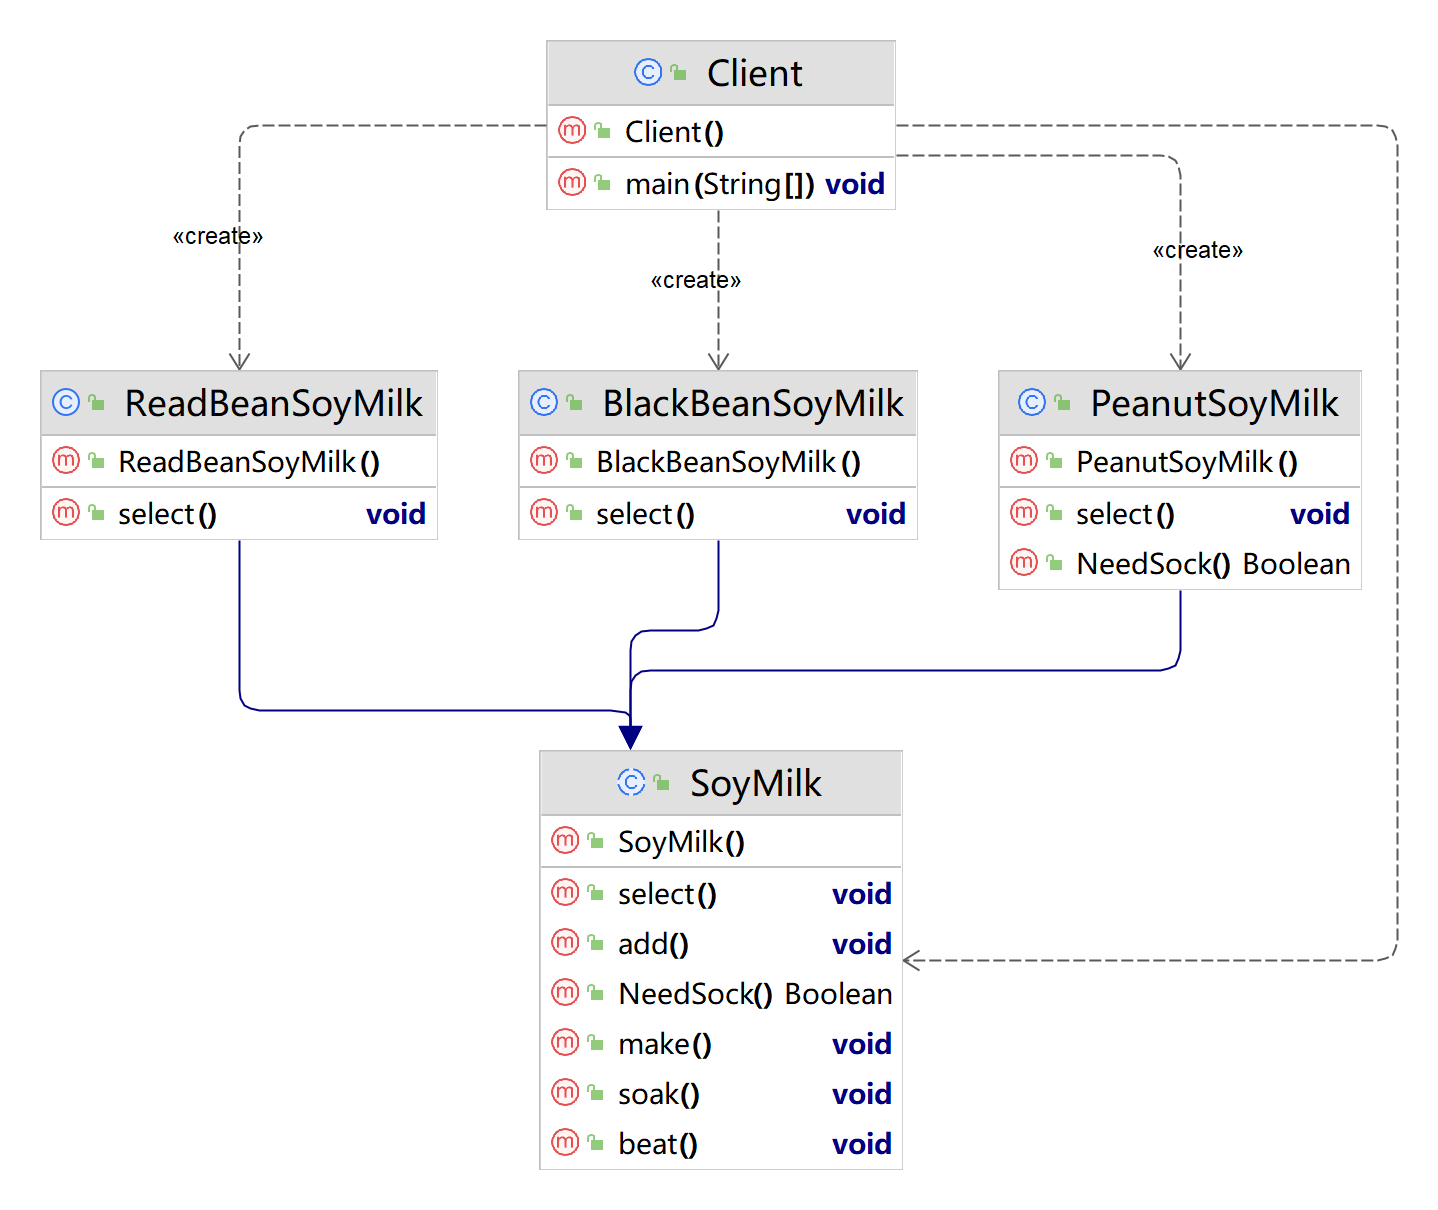 Client
Client()
main(String[]) void
«create»
«create»
«create»
ReadBeanSoyMilk
ReadBeanSoyMilk()
select() void
BlackBeanSoyMilk
BlackBeanSoyMilk()
select() void
PeanutSoyMilk
PeanutSoyMilk()
select() void
NeedSock() Boolean
SoyMilk
SoyMilk()
select() void
add() void
NeedSock() Boolean
make() void
soak() void
beat() void